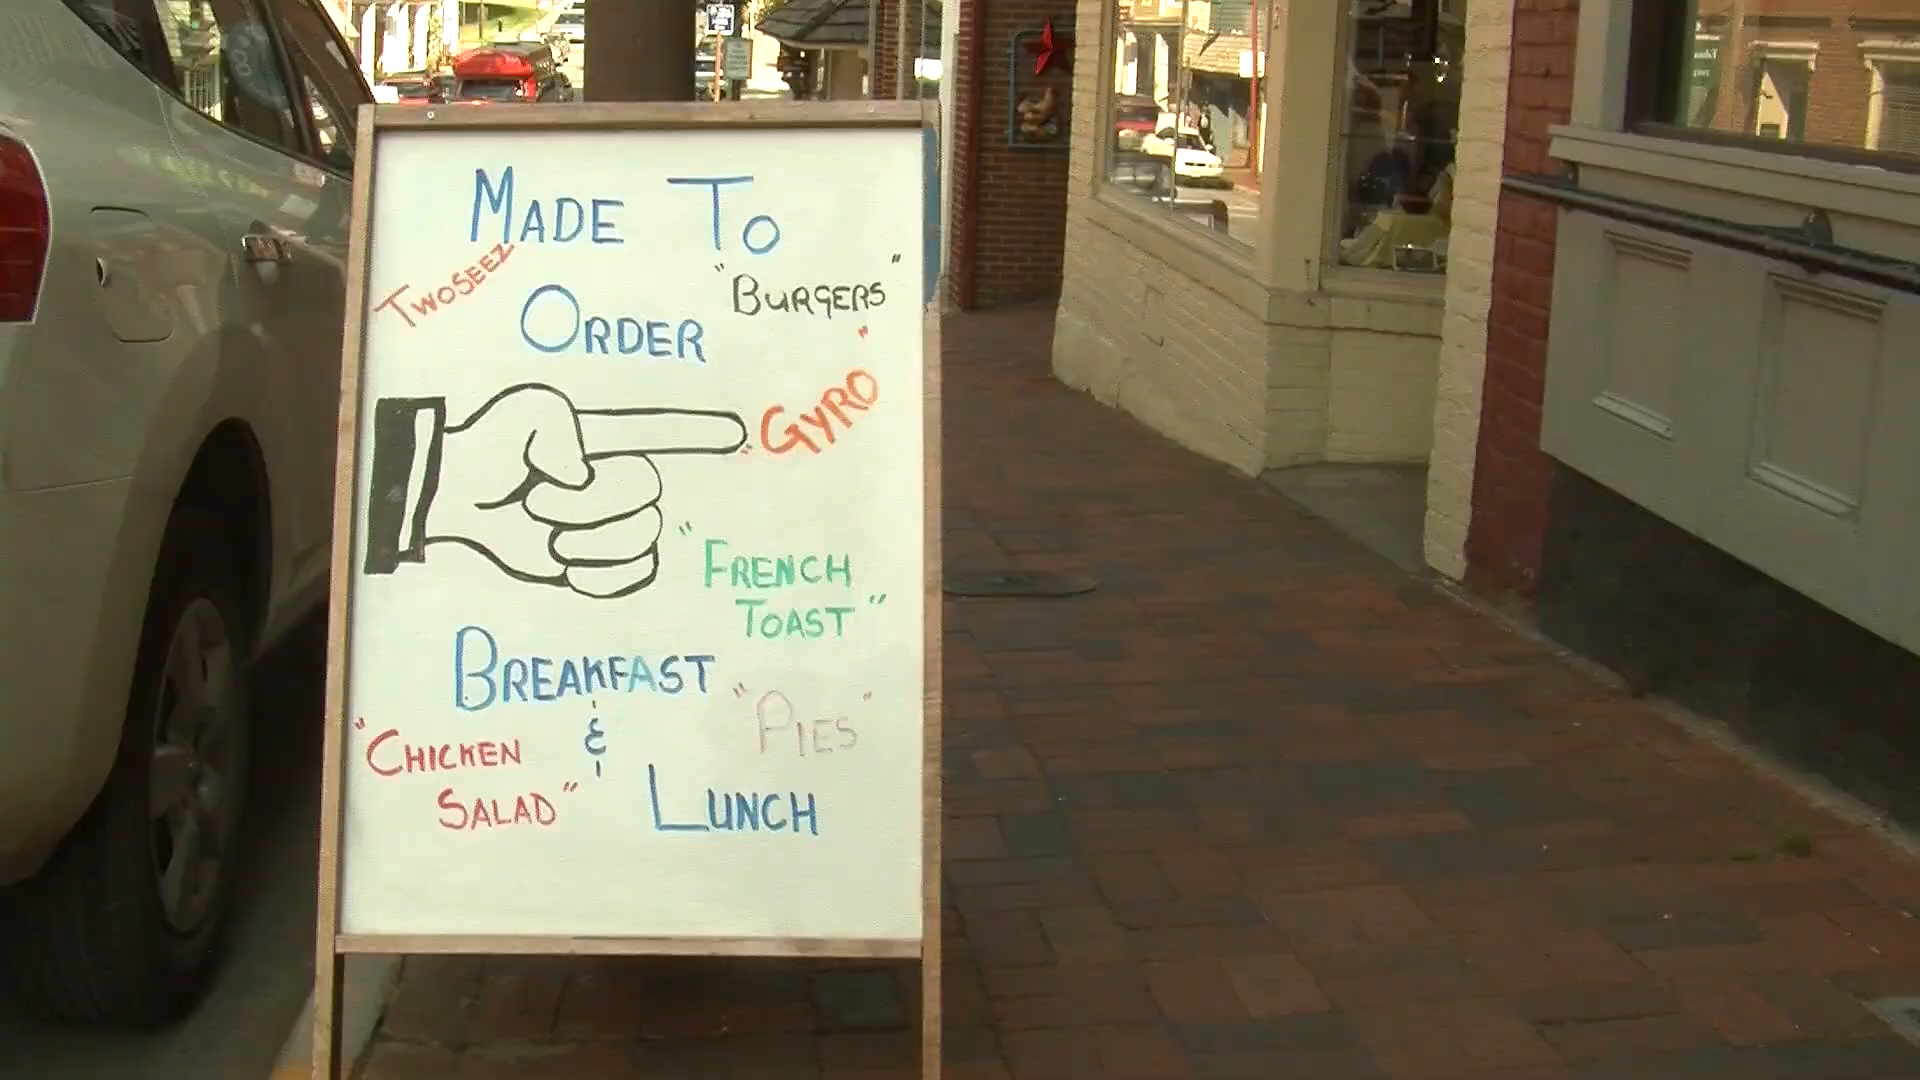 MADE TO
TWOSEEZ
"BURGERS"
ORDER
"GYRO"
"FRENCH
TOAST"
BREAKFAST
"PIES"
&
"CHICKEN
SALAD"
LUNCH